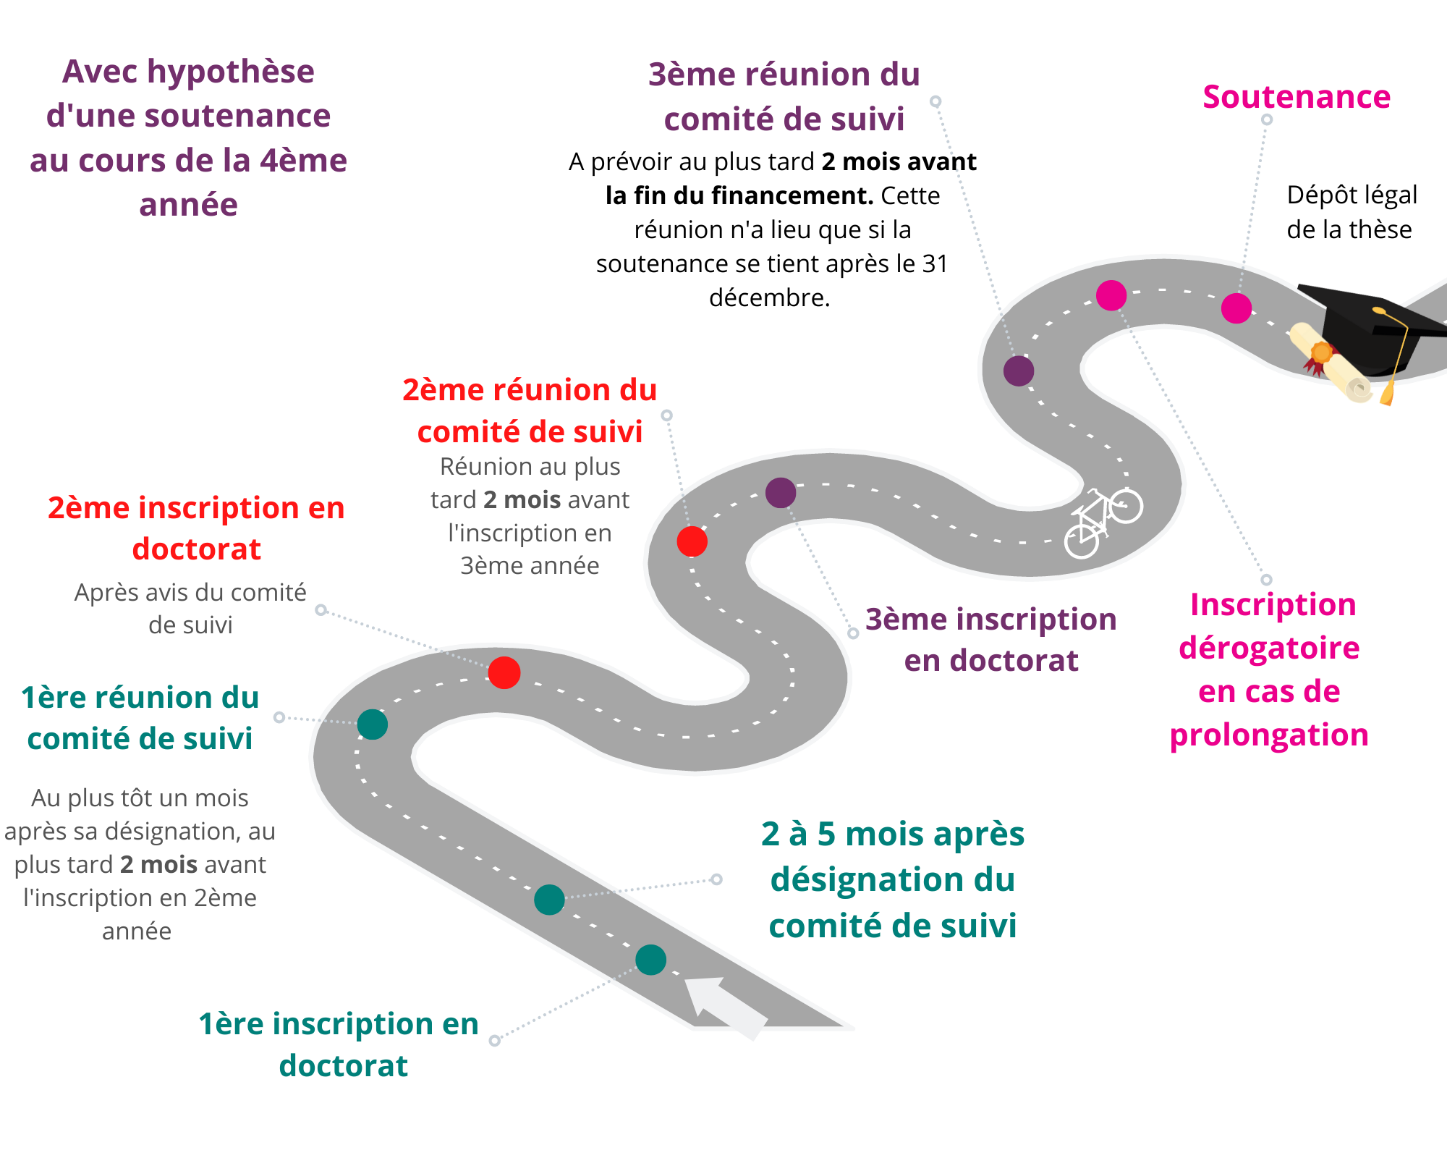 Avec hypothèse
d'une soutenance
au cours de la 4ème
année
3ème réunion du
comité de suivi
A prévoir au plus tard 2 mois avant
la fin du financement. Cette
réunion n'a lieu que si la
soutenance se tient après le 31
décembre.
Soutenance
Dépôt légal
de la thèse
2ème réunion du
comité de suivi
Réunion au plus
tard 2 mois avant
l'inscription en
3ème année
2ème inscription en
doctorat
Après avis du comité
de suivi
3ème inscription
en doctorat
Inscription
dérogatoire
en cas de
prolongation
1ère réunion du
comité de suivi
Au plus tôt un mois
après sa désignation, au
plus tard 2 mois avant
l'inscription en 2ème
année
2 à 5 mois après
désignation du
comité de suivi
1ère inscription en
doctorat